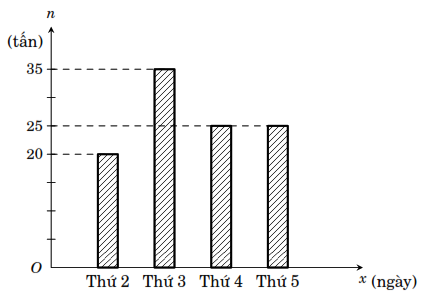 n
(tấn)
35
25
20
O
Thứ 2 Thứ 3 Thứ 4 Thứ 5
x (ngày)